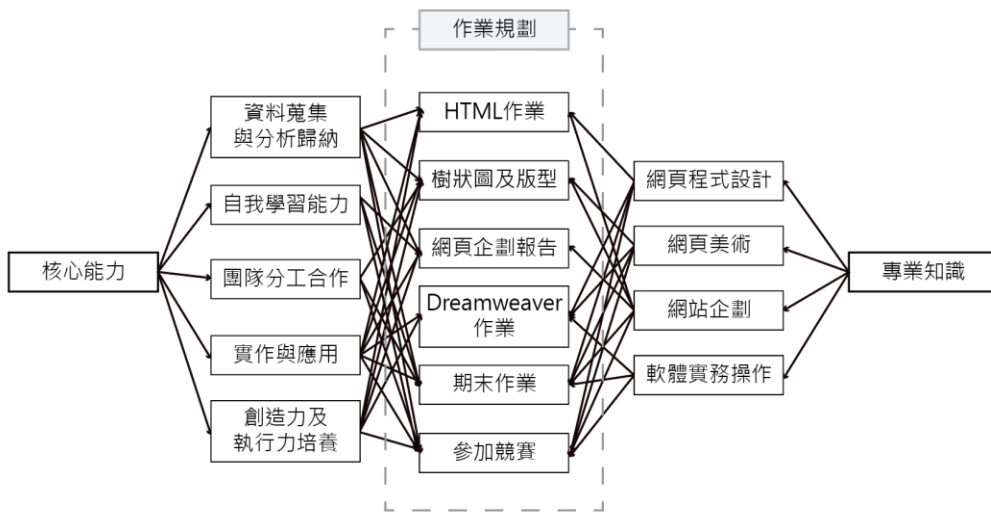 作業規劃
核心能力
資料蒐集
與分析歸納
自我學習能力
團隊分工合作
實作與應用
創造力及
執行力培養
HTML作業
樹狀圖及版型
網頁企劃報告
Dreamweaver
作業
期末作業
參加競賽
網頁程式設計
網頁美術
網站企劃
軟體實務操作
專業知識